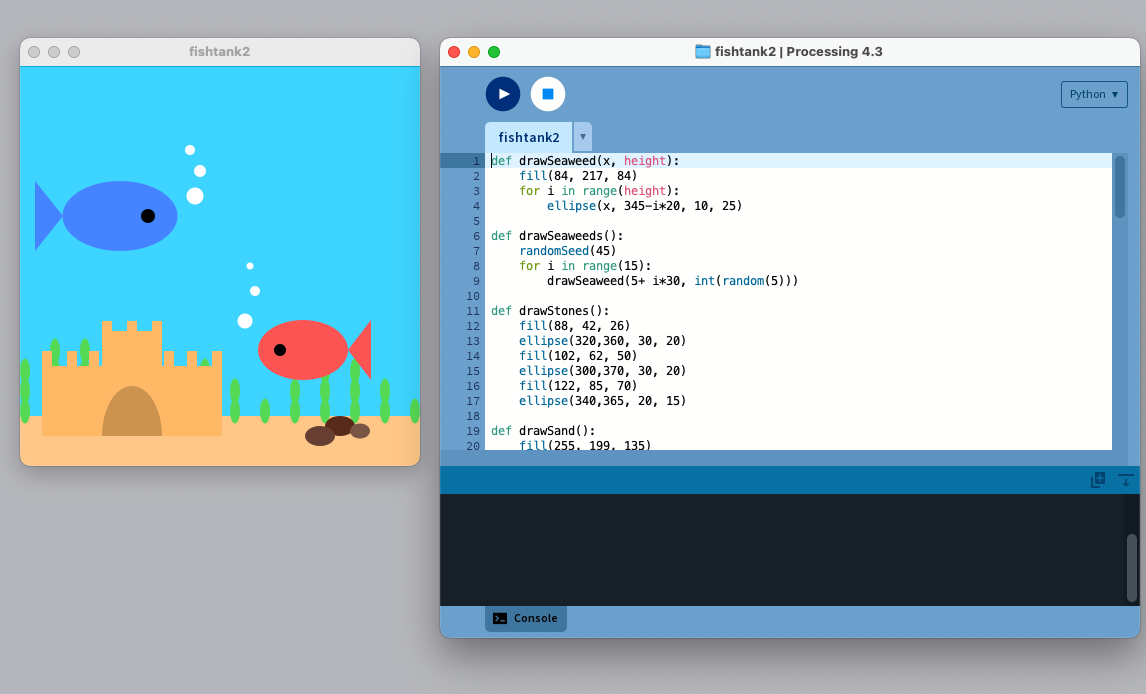 fishtank2
fishtank2 | Processing 4.3
Python ▼
fishtank2 ▼
1 def drawSeaweed(x, height):
2     fill(84, 217, 84)
3     for i in range(height):
4         ellipse(x, 345-i*20, 10, 25)
5
6 def drawSeaweeds():
7     randomSeed(45)
8     for i in range(15):
9         drawSeaweed(5+ i*30, int(random(5)))
10
11 def drawStones():
12     fill(88, 42, 26)
13     ellipse(320,360, 30, 20)
14     fill(102, 62, 50)
15     ellipse(300,370, 30, 20)
16     fill(122, 85, 70)
17     ellipse(340,365, 20, 15)
18
19 def drawSand():
20     fill(255, 199, 135)
Console